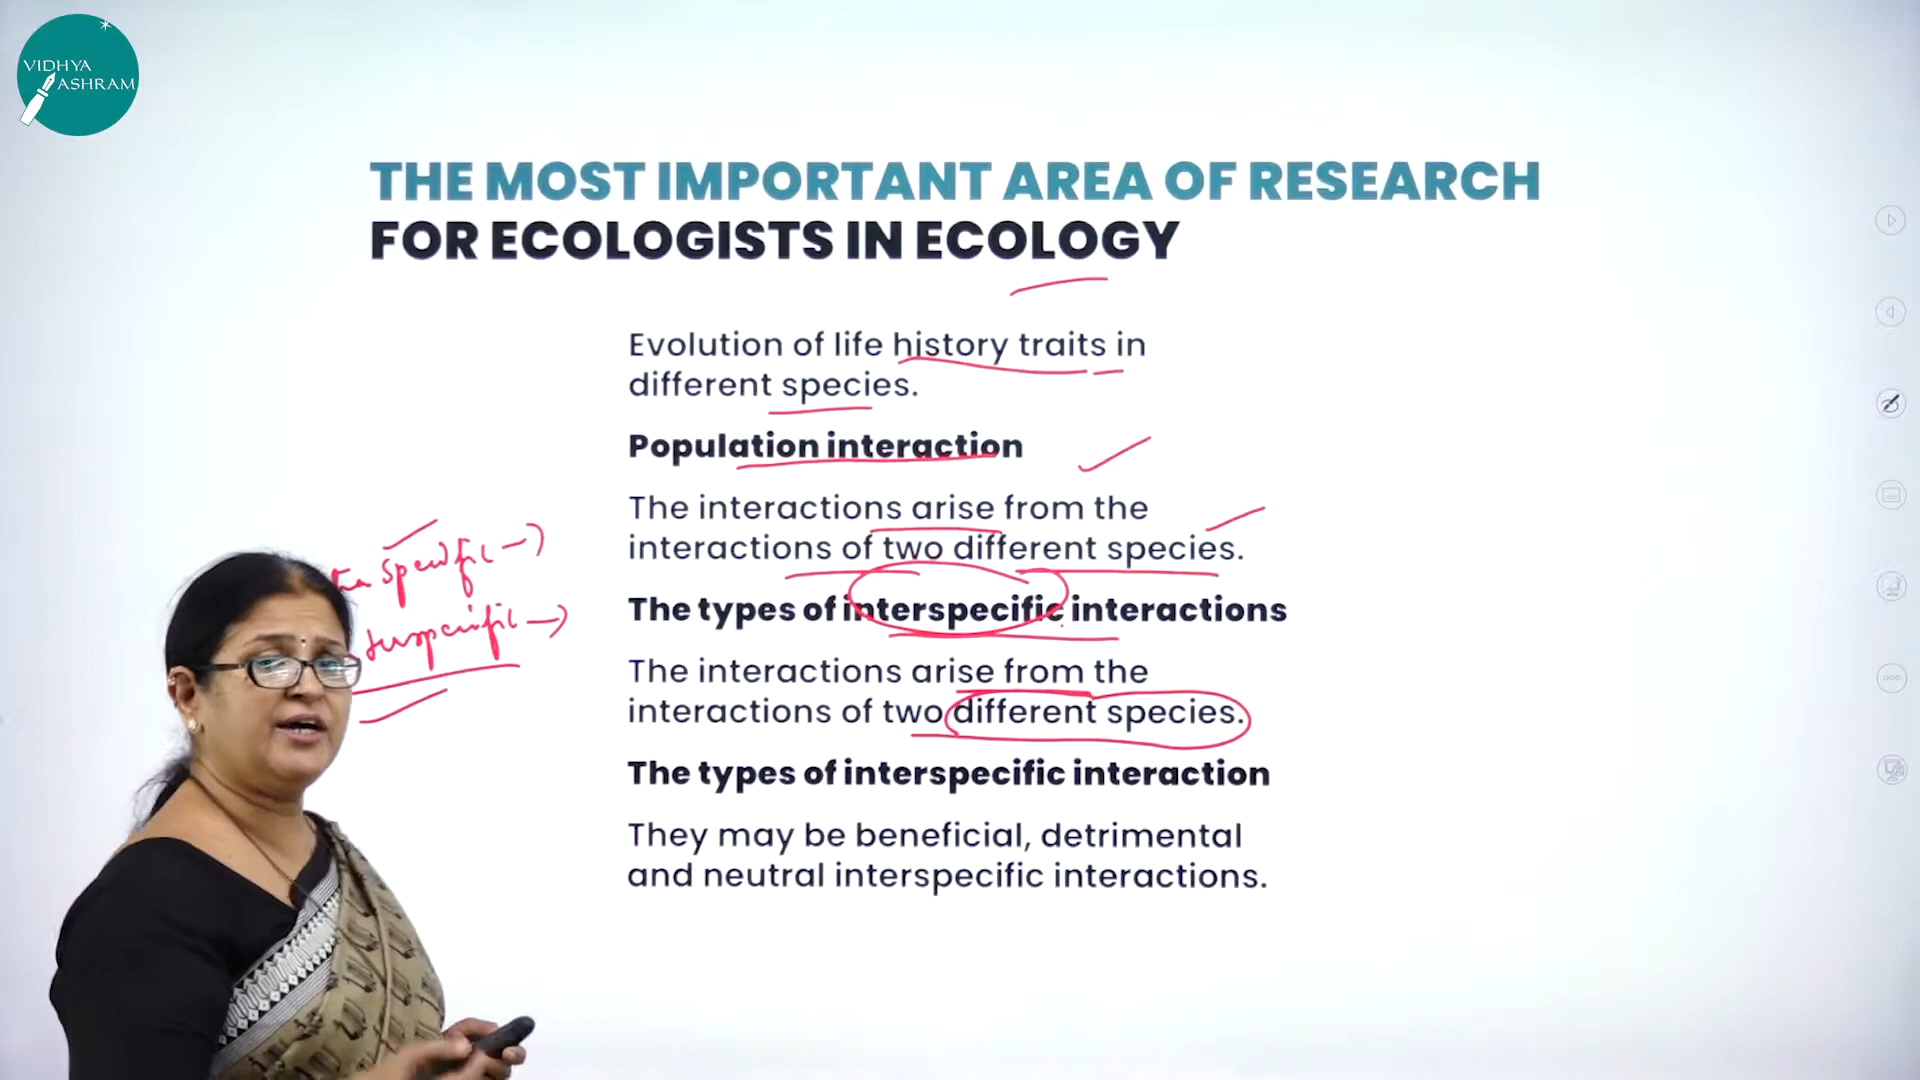 VIDHYA
ASHRAM
THE MOST IMPORTANT AREA OF RESEARCH
FOR ECOLOGISTS IN ECOLOGY
Evolution of life history traits in
different species.
Population interaction
The interactions arise from the
interactions of two different species.
specific →
The types of interspecific interactions
The interactions arise from the
interactions of two different species.
The types of interspecific interaction
They may be beneficial, detrimental
and neutral interspecific interactions.